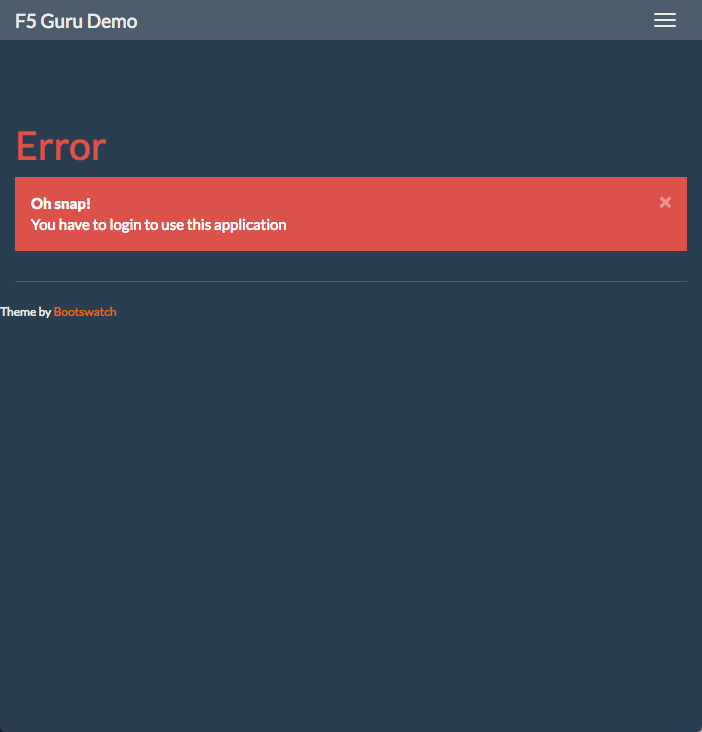 F5 Guru Demo
Error
Oh snap!
×
You have to login to use this application
Theme by Bootswatch